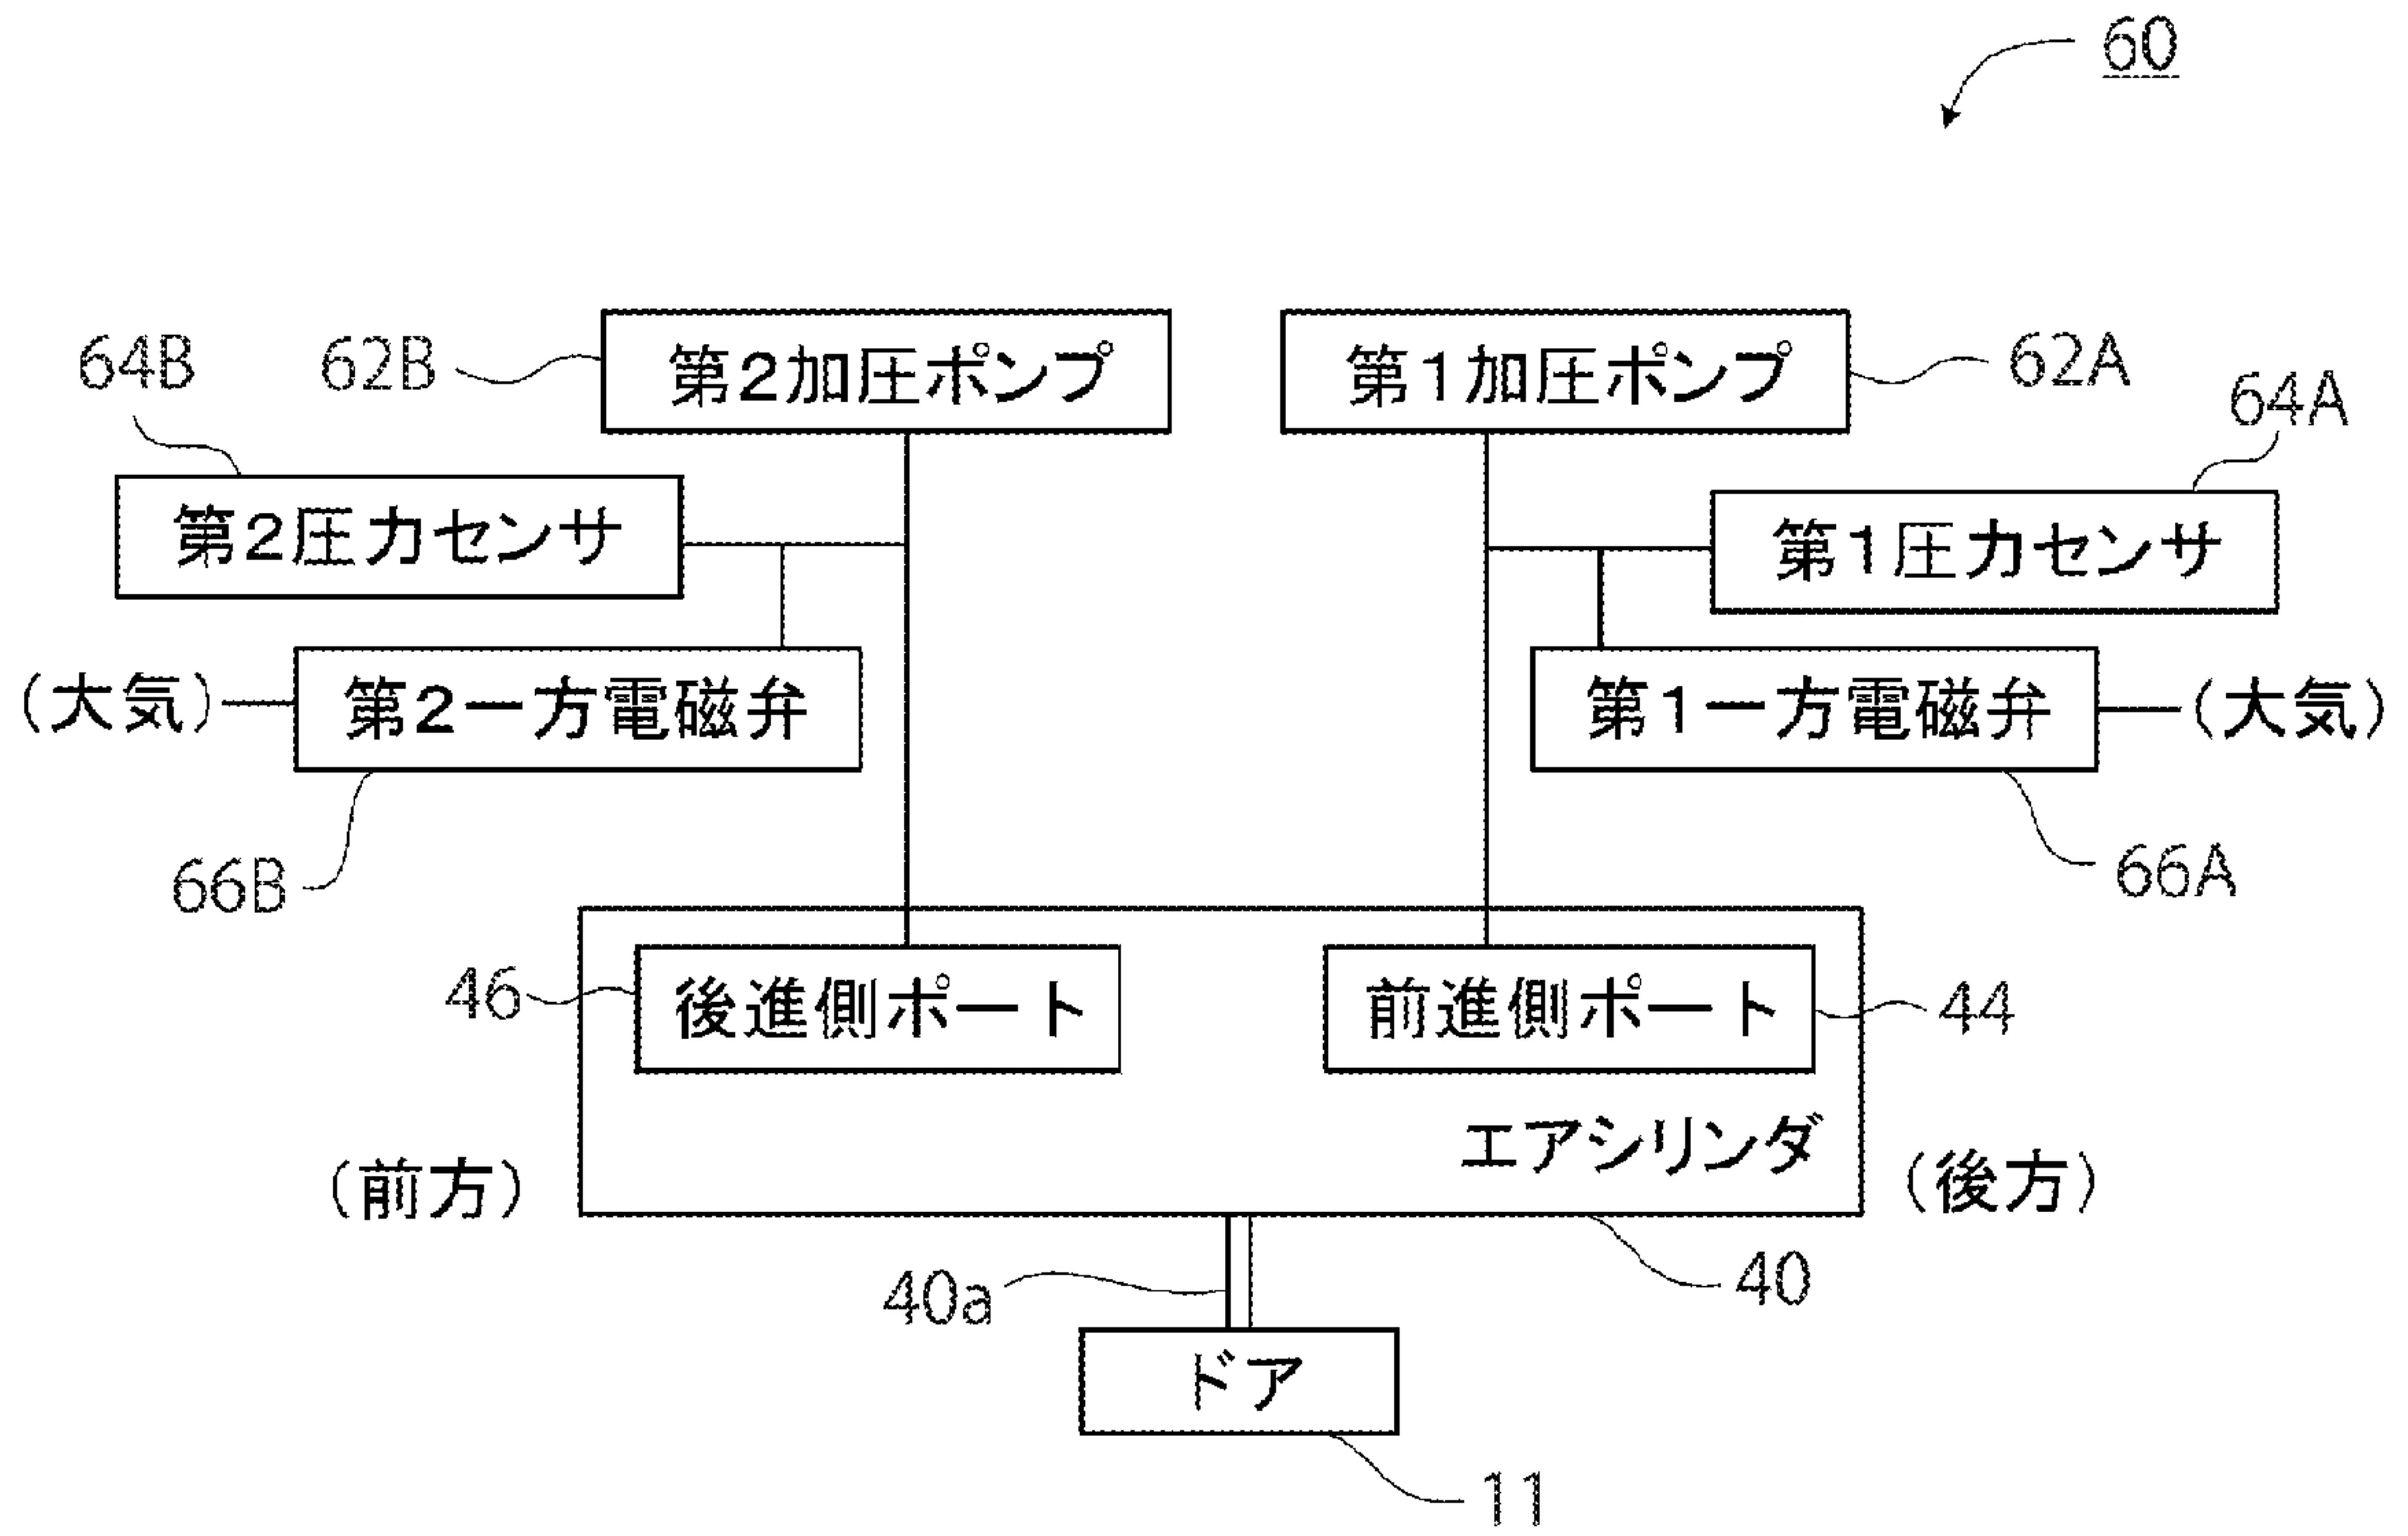 60
64B
62B
第2加圧ポンプ
第1加圧ポンプ
62A
64A
第2圧力センサ
第1圧力センサ
(大気)
第2一方電磁弁
第1一方電磁弁
(大気)
66B
66A
46
後進側ポート
前進側ポート
44
エアシリンダ
(前方)
(後方)
40a
40
ドア
11